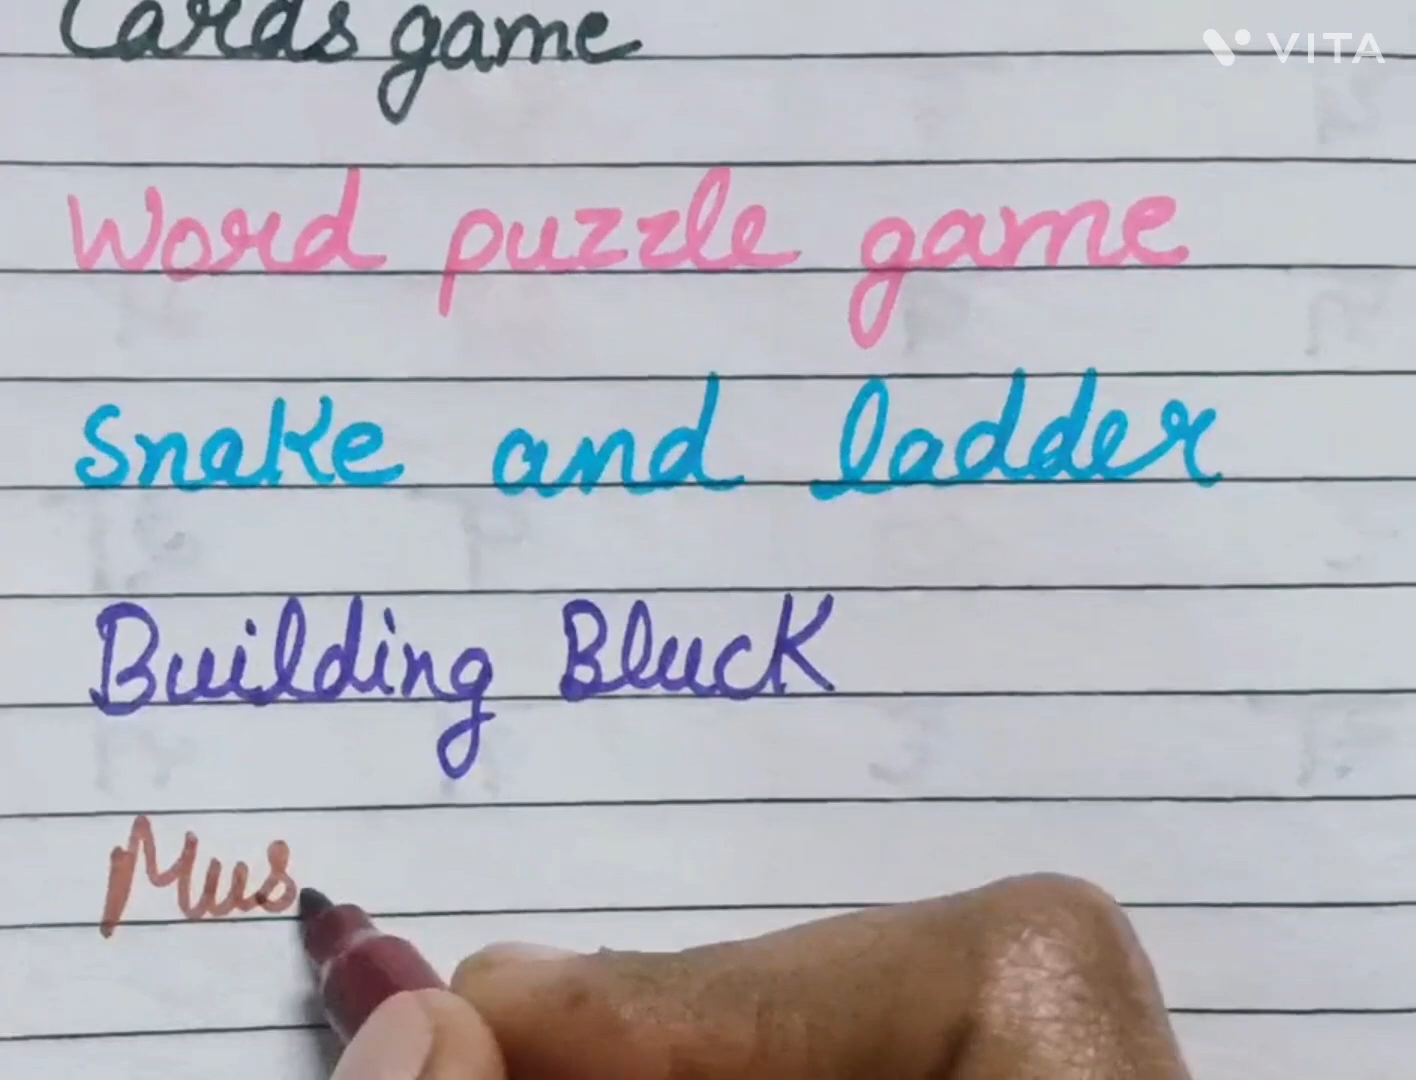 Cards game
VITA
Word puzzle game
Snake and ladder
Building Bluck
Mus